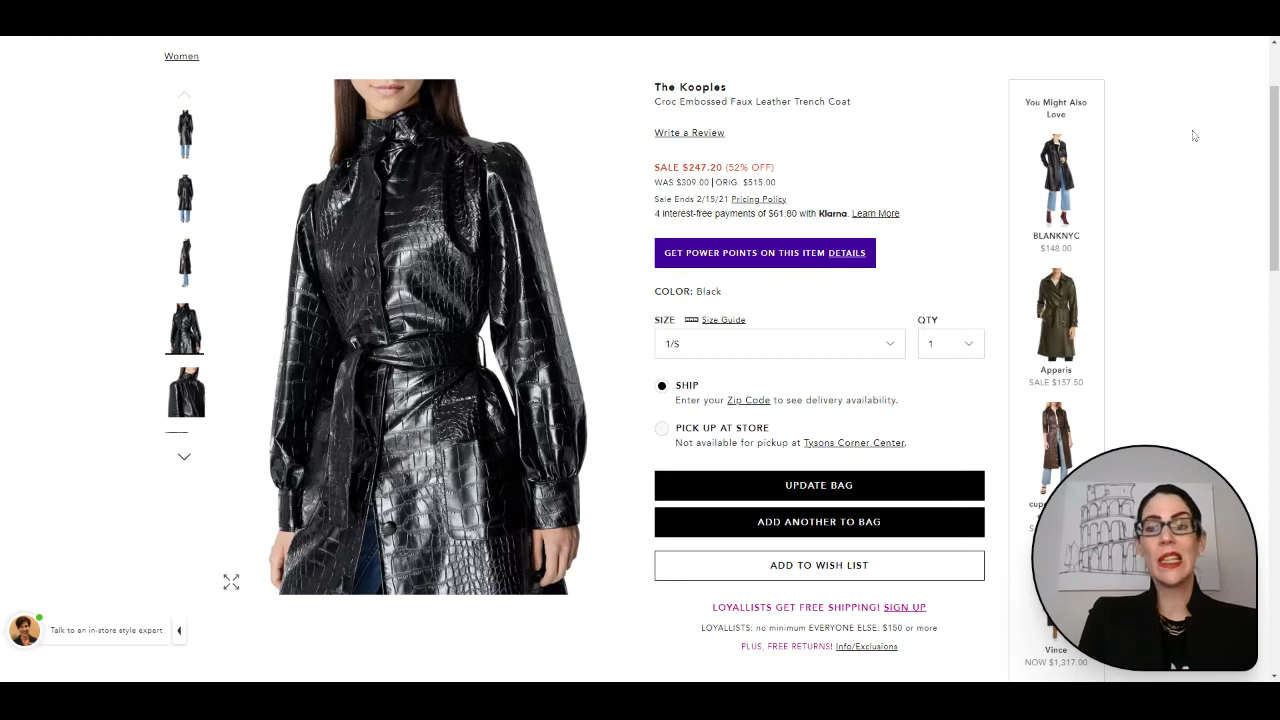 Women
The Kooples
Croc Embossed Faux Leather Trench Coat
Write a Review
SALE $247.20 (52% OFF)
WAS $309.00 | ORIG. $515.00
Sale Ends 2/15/21 Pricing Policy
4 interest-free payments of $61.80 with Klarna. Learn More
GET POWER POINTS ON THIS ITEM DETAILS
COLOR: Black
SIZE Size Guide QTY
1/S 1
SHIP
Enter your Zip Code to see delivery availability.
PICK UP AT STORE
Not available for pickup at Tysons Corner Center.
UPDATE BAG
ADD ANOTHER TO BAG
ADD TO WISH LIST
LOYALLISTS GET FREE SHIPPING! SIGN UP
LOYALLISTS: no minimum EVERYONE ELSE: $150 or more
PLUS, FREE RETURNS! Info/Exclusions
Talk to an in-store style expert
You Might Also
Love
BLANKNYC
$148.00
Apparis
SALE $157.50
Vince
NOW $1,317.00